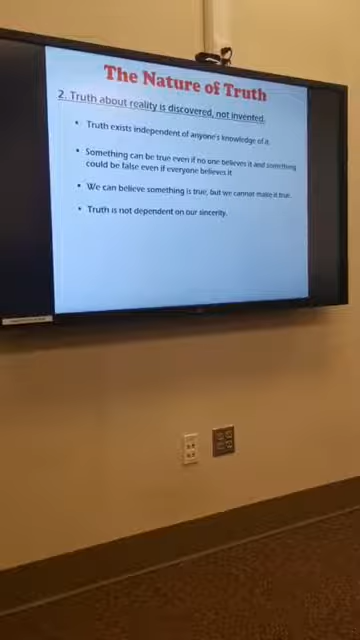 The Nature of Truth
2. Truth about reality is discovered, not invented.
• Truth exists independent of anyone's knowledge of it.
• Something can be true even if no one believes it and something
could be false even if everyone believes it.
• We can believe something is true, but we cannot make it true.
• Truth is not dependent on our sincerity.